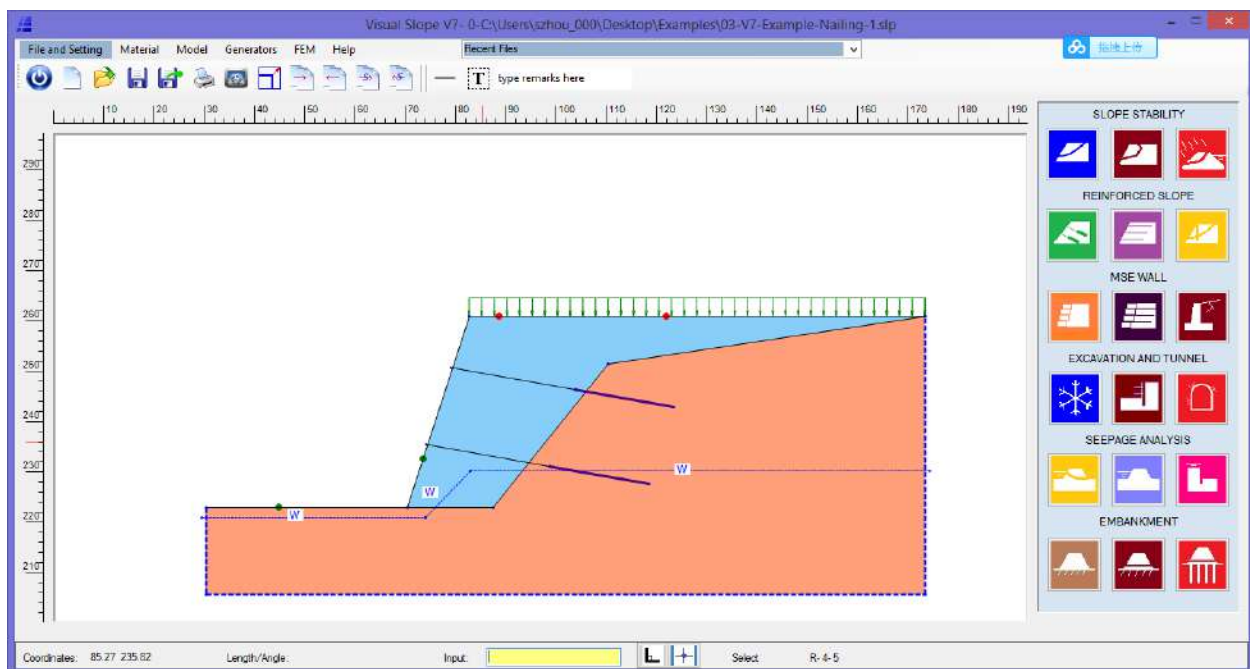 Visual Slope V7- 0-C:\Users\szhou_000\Desktop\Examples\03-V7-Example-Nailing-1.slp
File and Setting Material Model Generators FEM Help Recent Files
拖拽上传
T type remarks here
10 20 30 40 50 60 70 80 90 100 110 120 130 140 150 160 170 180 190
290
280
270
260
250
240
230
220
210
W
W
W
SLOPE STABILITY
REINFORCED SLOPE
MSE WALL
EXCAVATION AND TUNNEL
SEEPAGE ANALYSIS
EMBANKMENT
Coordinates: 85.27 235.82 Length/Angle: Input: Select R- 4- 5